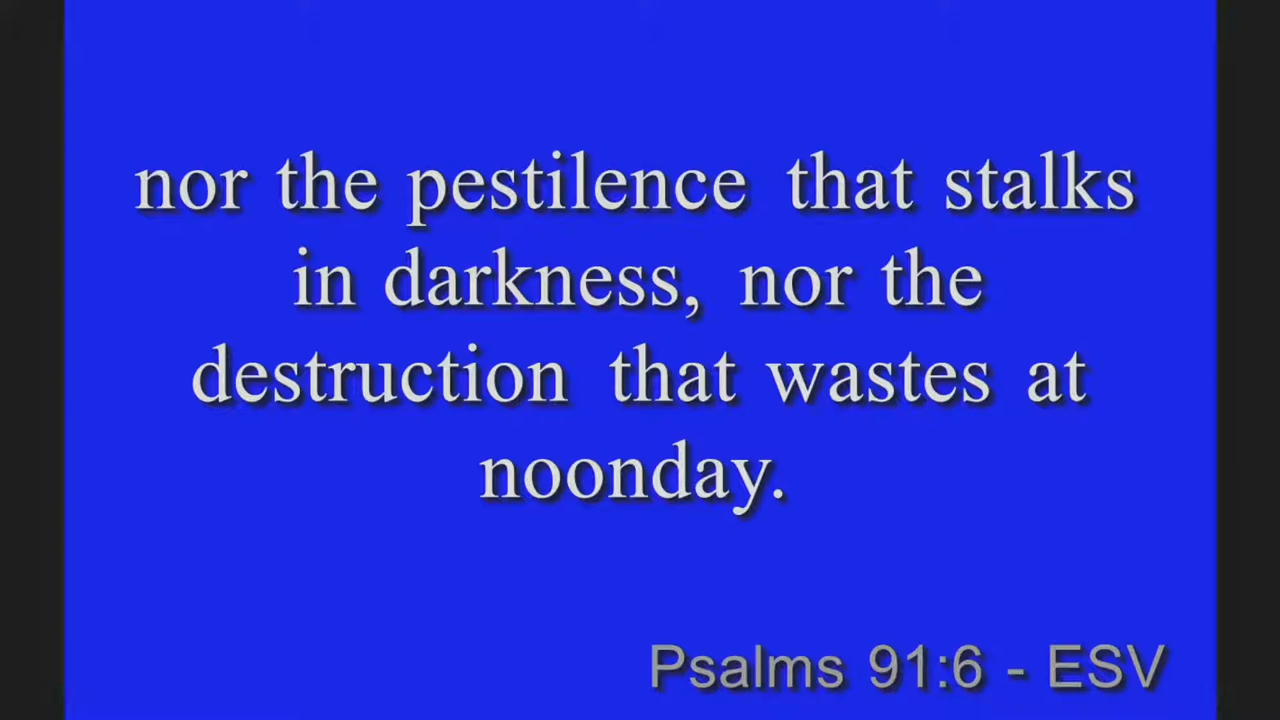 nor the pestilence that stalks
in darkness, nor the
destruction that wastes at
noonday.
Psalms 91:6 - ESV